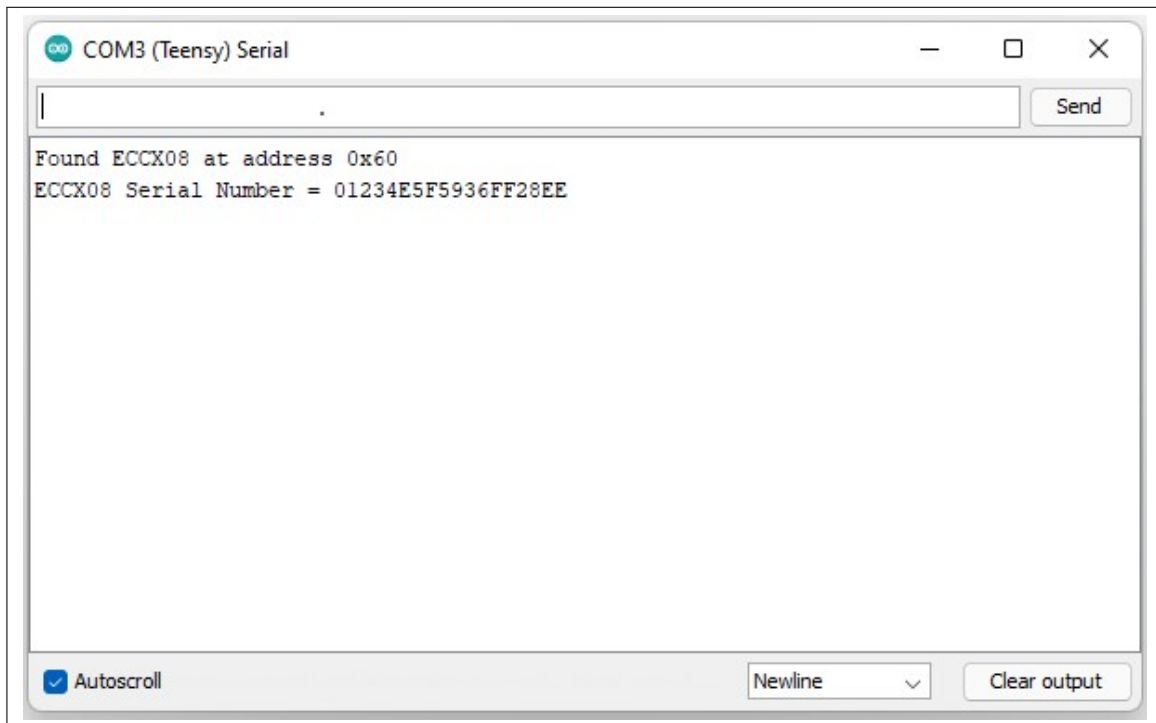 COM3 (Teensy) Serial
.
Send
Found ECCX08 at address 0x60
ECCX08 Serial Number = 01234E5F5936FF28EE
Autoscroll
Newline
Clear output